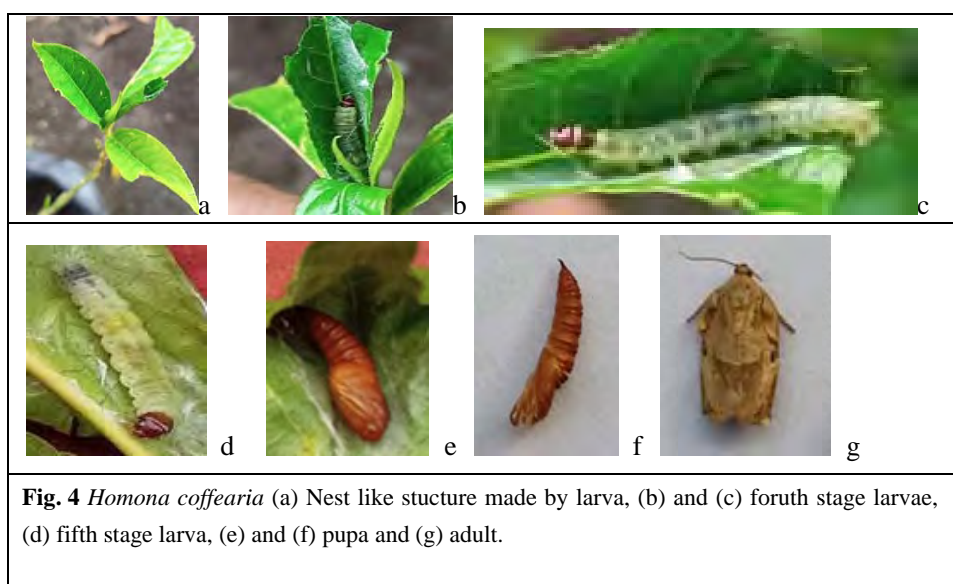 a b c
d e f g
Fig. 4 Homona coffearia (a) Nest like stucture made by larva, (b) and (c) foruth stage larvae,
(d) fifth stage larva, (e) and (f) pupa and (g) adult.